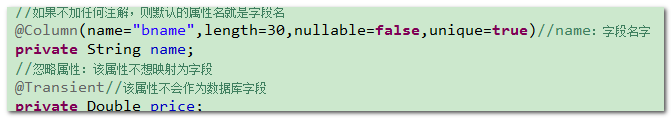 //如果不加任何注解，则默认的属性名就是字段名
@Column(name="bname",length=30,nullable=false,unique=true)//name：字段名字
private String name;
//忽略属性：该属性不想映射为字段
@Transient//该属性不会作为数据库字段
private Double price;